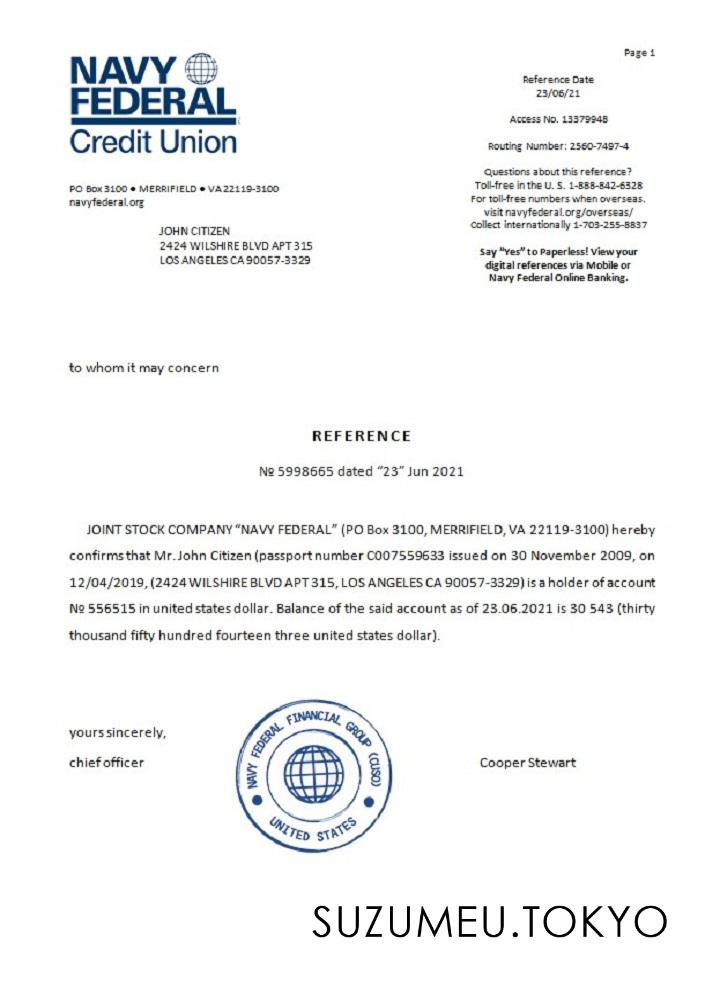 NAVY
FEDERAL
Credit Union
Page 1
Reference Date
23/06/21
Access No. 13379948
Routing Number: 2560-7497-4
Questions about this reference?
Toll-free in the U. S. 1-888-842-6328
For toll-free numbers when overseas,
visit navyfederal.org/overseas/
Collect internationally 1-703-255-8837
Say "Yes" to Paperless! View your
digital references via Mobile or
Navy Federal Online Banking.
PO Box 3100 • MERRIFIELD • VA 22119-3100
navyfederal.org
JOHN CITIZEN
2424 WILSHIRE BLVD APT 315
LOS ANGELES CA 90057-3329
to whom it may concern
REFERENCE
№ 5998665 dated "23" Jun 2021
JOINT STOCK COMPANY "NAVY FEDERAL" (PO Box 3100, MERRIFIELD, VA 22119-3100) hereby
confirms that Mr. John Citizen (passport number C007559633 issued on 30 November 2009, on
12/04/2019, (2424 WILSHIRE BLVD APT 315, LOS ANGELES CA 90057-3329) is a holder of account
№ 556515 in united states dollar. Balance of the said account as of 23.06.2021 is 30 543 (thirty
thousand fifty hundred fourteen three united states dollar).
yours sincerely,
chief officer
NAVY FEDERAL FINANCIAL GROUP (CUSO)
UNITED STATES
Cooper Stewart
SUZUMEU.TOKYO